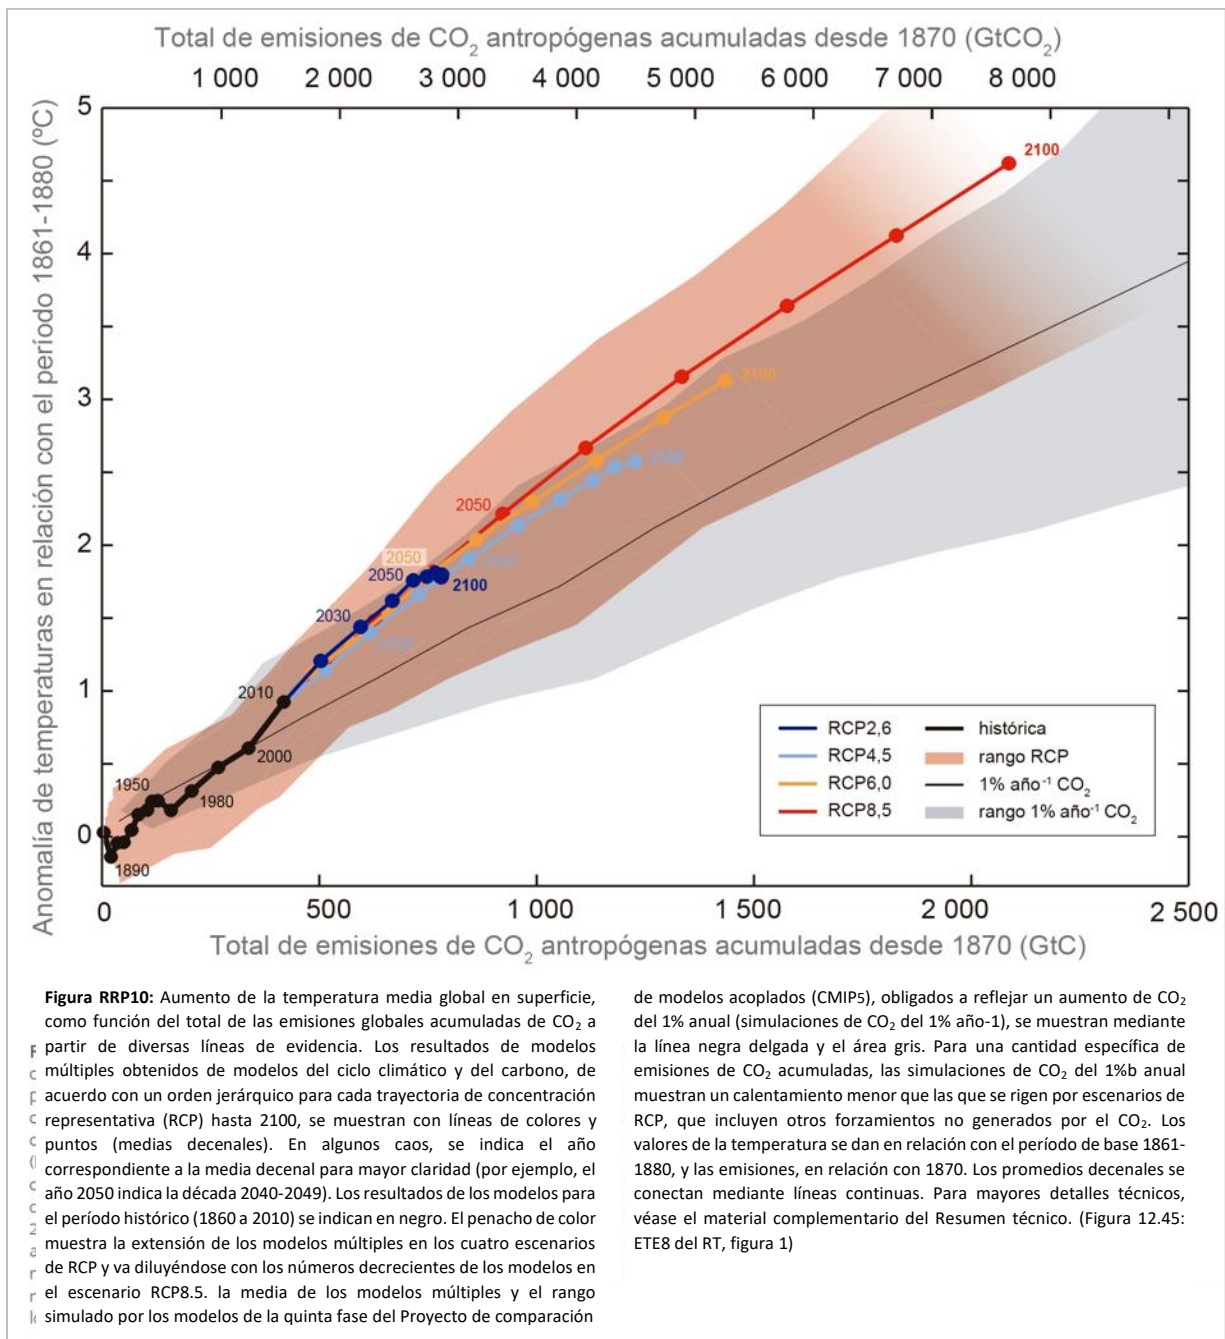 Total de emisiones de CO2 antropógenas acumuladas desde 1870 (GtCO2)
1 000 2 000 3 000 4 000 5 000 6 000 7 000 8 000
Anomalía de temperaturas en relación con el período 1861-1880 (ºC)
5
4
3
2
1
0
2100
2100
2050
2050
2050
2100
2030
2010
2000
1950
1980
1890
RCP2,6
RCP4,5
RCP6,0
RCP8,5
histórica
rango RCP
1% año-1 CO2
rango 1% año-1 CO2
0 500 1 000 1 500 2 000 2 500
Total de emisiones de CO2 antropógenas acumuladas desde 1870 (GtC)
Figura RRP10: Aumento de la temperatura media global en superficie,
como función del total de las emisiones globales acumuladas de CO2 a
partir de diversas líneas de evidencia. Los resultados de modelos
múltiples obtenidos de modelos del ciclo climático y del carbono, de
acuerdo con un orden jerárquico para cada trayectoria de concentración
representativa (RCP) hasta 2100, se muestran con líneas de colores y
puntos (medias decenales). En algunos caos, se indica el año
correspondiente a la media decenal para mayor claridad (por ejemplo, el
año 2050 indica la década 2040-2049). Los resultados de los modelos para
el período histórico (1860 a 2010) se indican en negro. El penacho de color
muestra la extensión de los modelos múltiples en los cuatro escenarios
de RCP y va diluyéndose con los números decrecientes de los modelos en
el escenario RCP8.5. la media de los modelos múltiples y el rango
simulado por los modelos de la quinta fase del Proyecto de comparación
de modelos acoplados (CMIP5), obligados a reflejar un aumento de CO2
del 1% anual (simulaciones de CO2 del 1% año-1), se muestran mediante
la línea negra delgada y el área gris. Para una cantidad específica de
emisiones de CO2 acumuladas, las simulaciones de CO2 del 1%b anual
muestran un calentamiento menor que las que se rigen por escenarios de
RCP, que incluyen otros forzamientos no generados por el CO2. Los
valores de la temperatura se dan en relación con el período de base 1861-
1880, y las emisiones, en relación con 1870. Los promedios decenales se
conectan mediante líneas continuas. Para mayores detalles técnicos,
véase el material complementario del Resumen técnico. (Figura 12.45:
ETE8 del RT, figura 1)